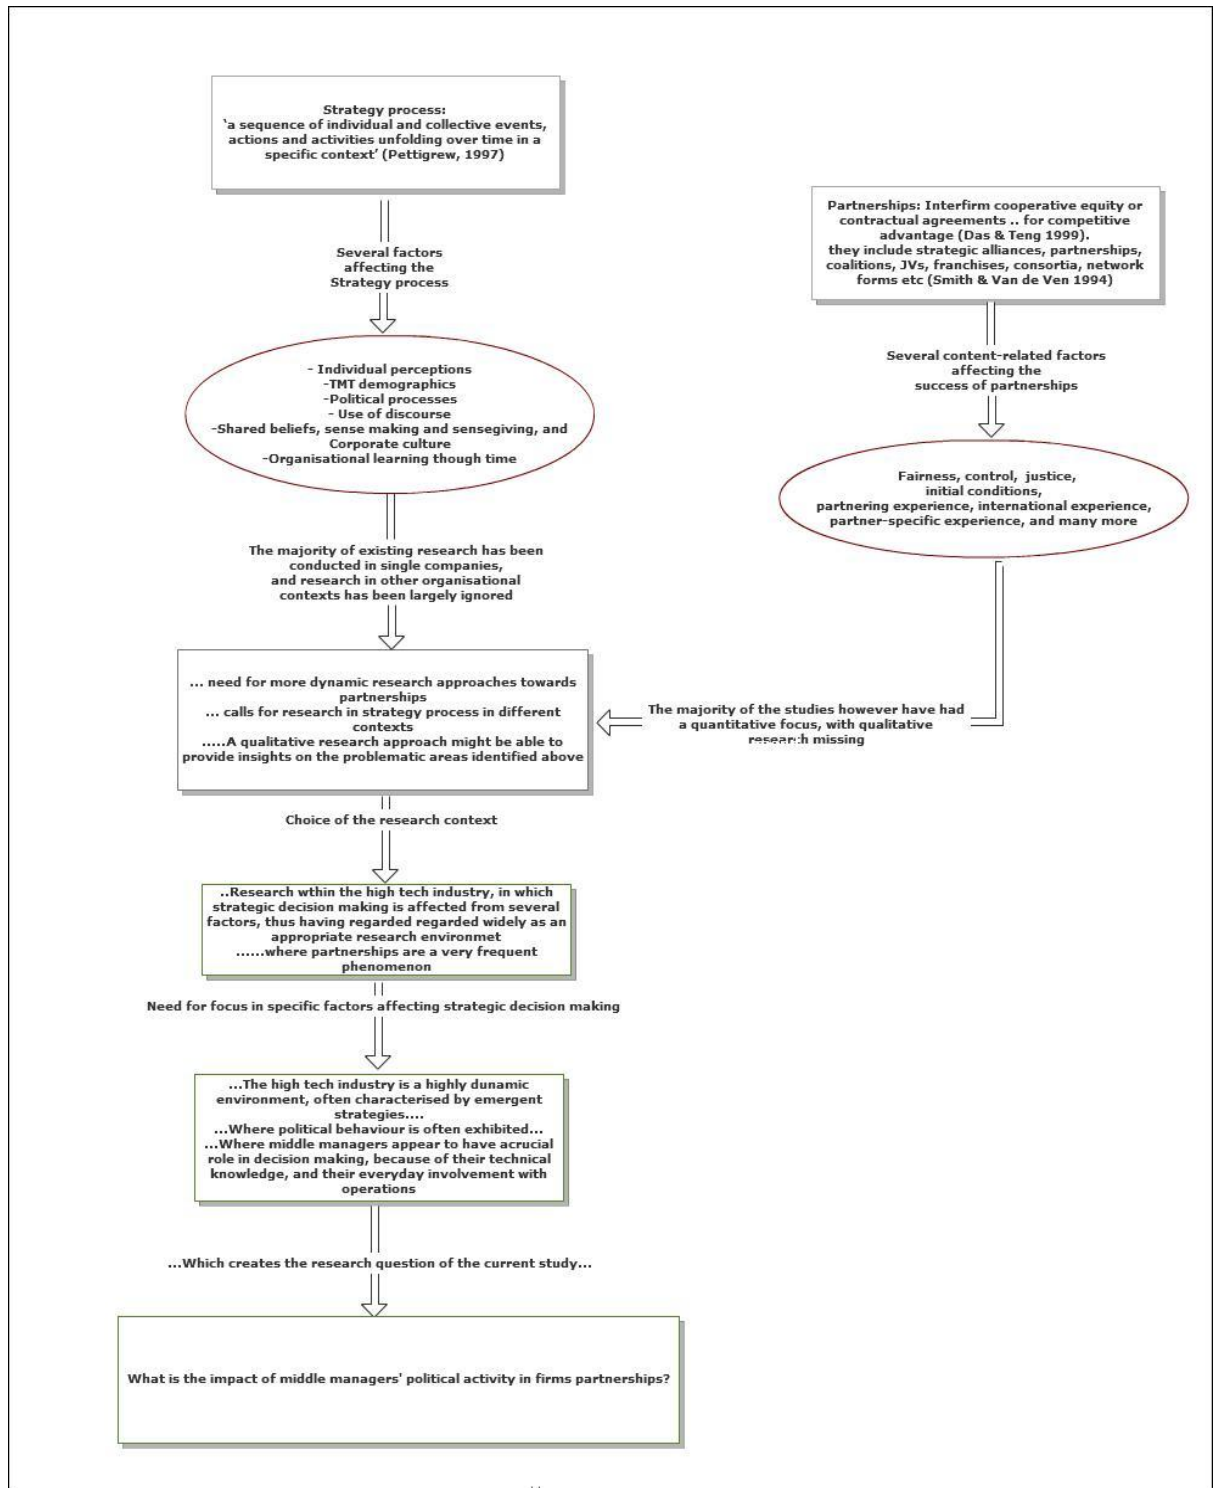 Strategy process:
'a sequence of individual and collective events,
actions and activities unfolding over time in a
specific context' (Pettigrew, 1997)
Several factors
affecting the
Strategy process
- Individual perceptions
-TMT demographics
-Political processes
- Use of discourse
-Shared beliefs, sense making and sensegiving, and
Corporate culture
-Organisational learning though time
The majority of existing research has been
conducted in single companies,
and research in other organisational
contexts has been largely ignored
Partnerships: Interfirm cooperative equity or
contractual agreements .. for competitive
advantage (Das & Teng 1999).
they include strategic alliances, partnerships,
coalitions, JVs, franchises, consortia, network
forms etc (Smith & Van de Ven 1994)
Several content-related factors
affecting the
success of partnerships
Fairness, control, justice,
initial conditions,
partnering experience, international experience,
partner-specific experience, and many more
The majority of the studies however have had
a quantitative focus, with qualitative
research missing
... need for more dynamic research approaches towards
partnerships
... calls for research in strategy process in different
contexts
.....A qualitative research approach might be able to
provide insights on the problematic areas identified above
Choice of the research context
..Research wthin the high tech industry, in which
strategic decision making is affected from several
factors, thus having regarded regarded widely as an
appropriate research environmet
......where partnerships are a very frequent
phenomenon
Need for focus in specific factors affecting strategic decision making
...The high tech industry is a highly dunamic
environment, often characterised by emergent
strategies....
...Where political behaviour is often exhibited...
...Where middle managers appear to have acrucial
role in decision making, because of their technical
knowledge, and their everyday involvement with
operations
...Which creates the research question of the current study...
What is the impact of middle managers' political activity in firms partnerships?